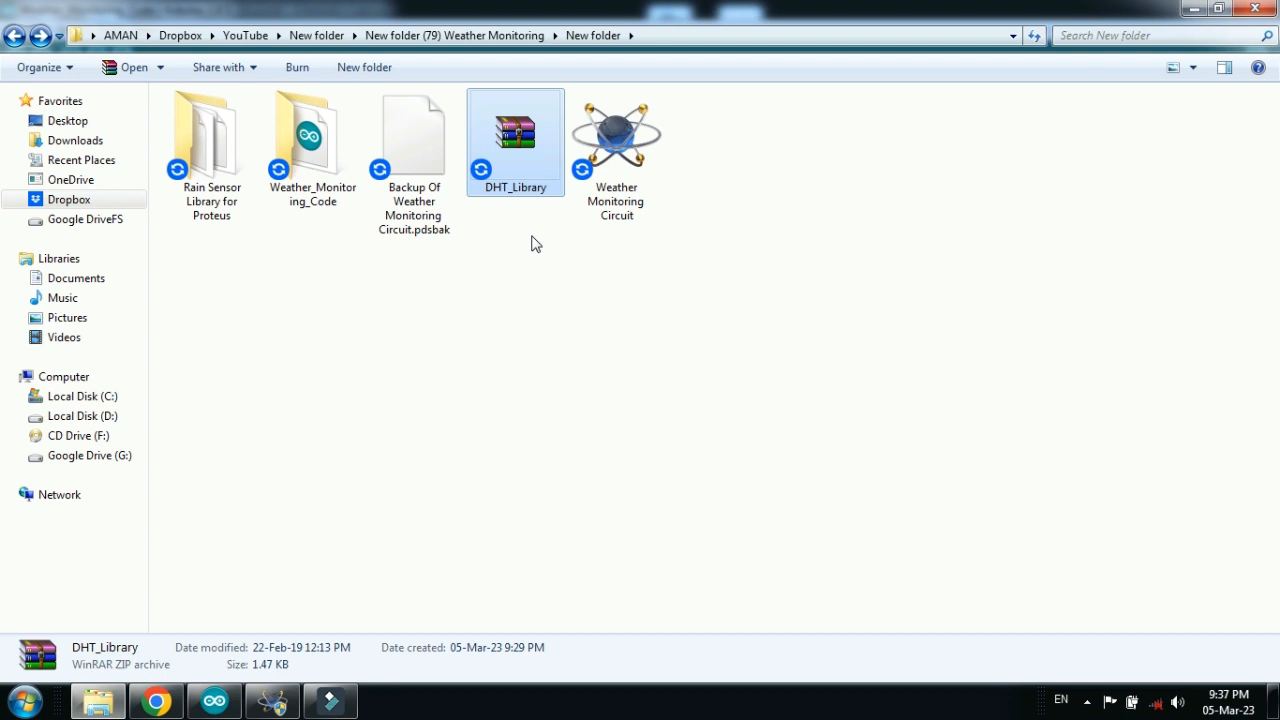 AMAN
Dropbox
YouTube
New folder
New folder (79) Weather Monitoring
New folder
Search New folder
Organize
Open
Share with
Burn
New folder
Favorites
Desktop
Downloads
Recent Places
OneDrive
Dropbox
Google DriveFS
Libraries
Documents
Music
Pictures
Videos
Computer
Local Disk (C:)
Local Disk (D:)
CD Drive (F:)
Google Drive (G:)
Network
Rain Sensor
Library for
Proteus
Weather_Monitor
ing_Code
Backup Of
Weather
Monitoring
Circuit.pdsbak
DHT_Library
Weather
Monitoring
Circuit
DHT_Library
Date modified: 22-Feb-19 12:13 PM
Date created: 05-Mar-23 9:29 PM
WinRAR ZIP archive
Size: 1.47 KB
EN
9:37 PM
05-Mar-23